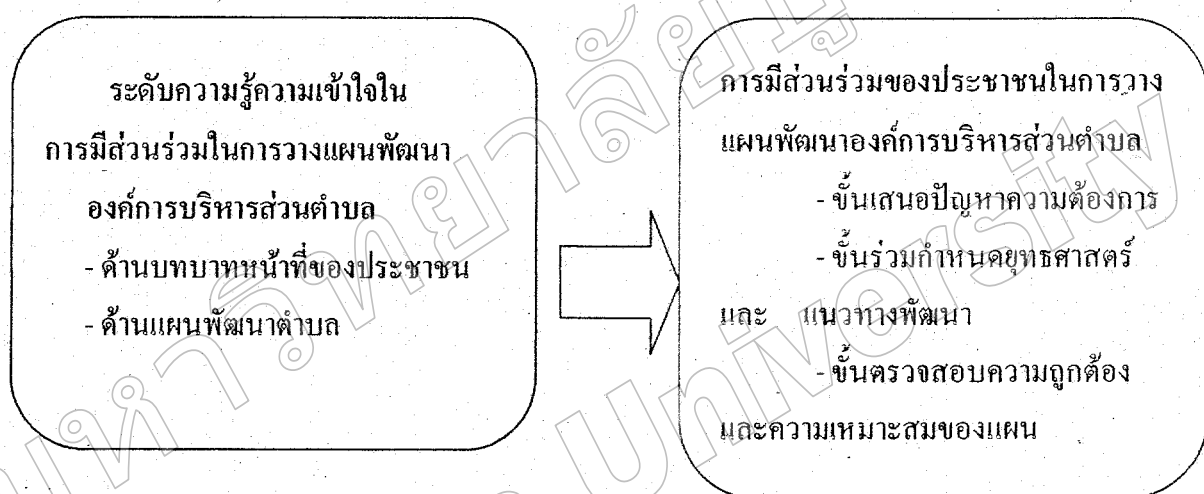 ระดับความรู้ความเข้าใจใน
การมีส่วนร่วมในการวางแผนพัฒนา
องค์การบริหารส่วนตำบล
- ด้านบทบาทหน้าที่ของประชาชน
- ด้านแผนพัฒนาตำบล
การมีส่วนร่วมของประชาชนในการวาง
แผนพัฒนาองค์การบริหารส่วนตำบล
- ขั้นเสนอปัญหาความต้องการ
- ขั้นร่วมกำหนดยุทธศาสตร์
และ แนวทางพัฒนา
- ขั้นตรวจสอบความถูกต้อง
และความเหมาะสมของแผน
University